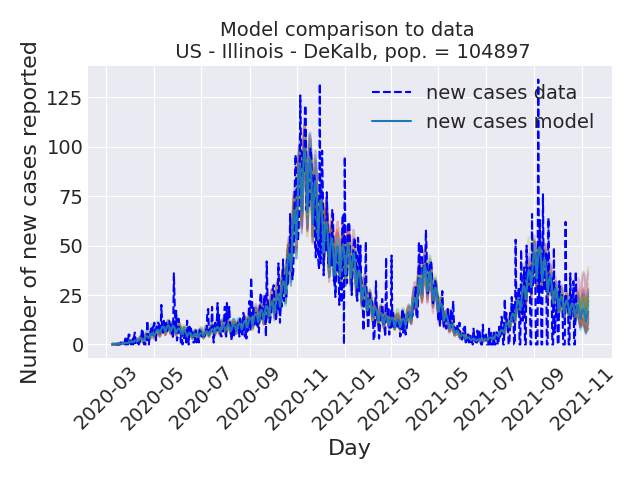 Model comparison to data
US - Illinois - DeKalb, pop. = 104897
Number of new cases reported
125
100
75
50
25
0
new cases data
new cases model
2020-03
2020-05
2020-07
2020-09
2020-11
2021-01
2021-03
2021-05
2021-07
2021-09
2021-11
Day